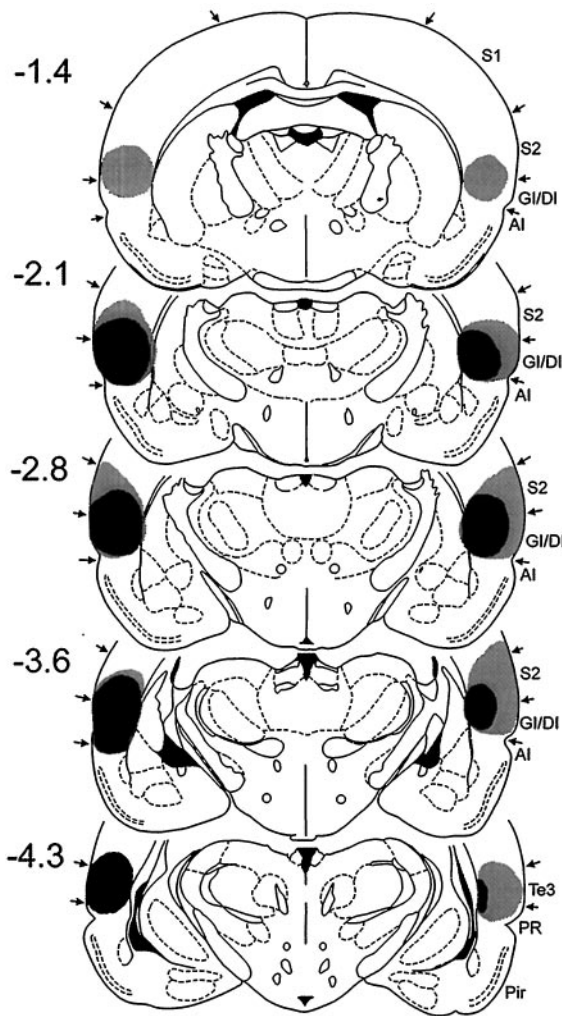 -1.4
S1
S2
GI/DI
AI
-2.1
S2
GI/DI
AI
-2.8
S2
GI/DI
AI
-3.6
S2
GI/DI
AI
-4.3
Te3
PR
Pir